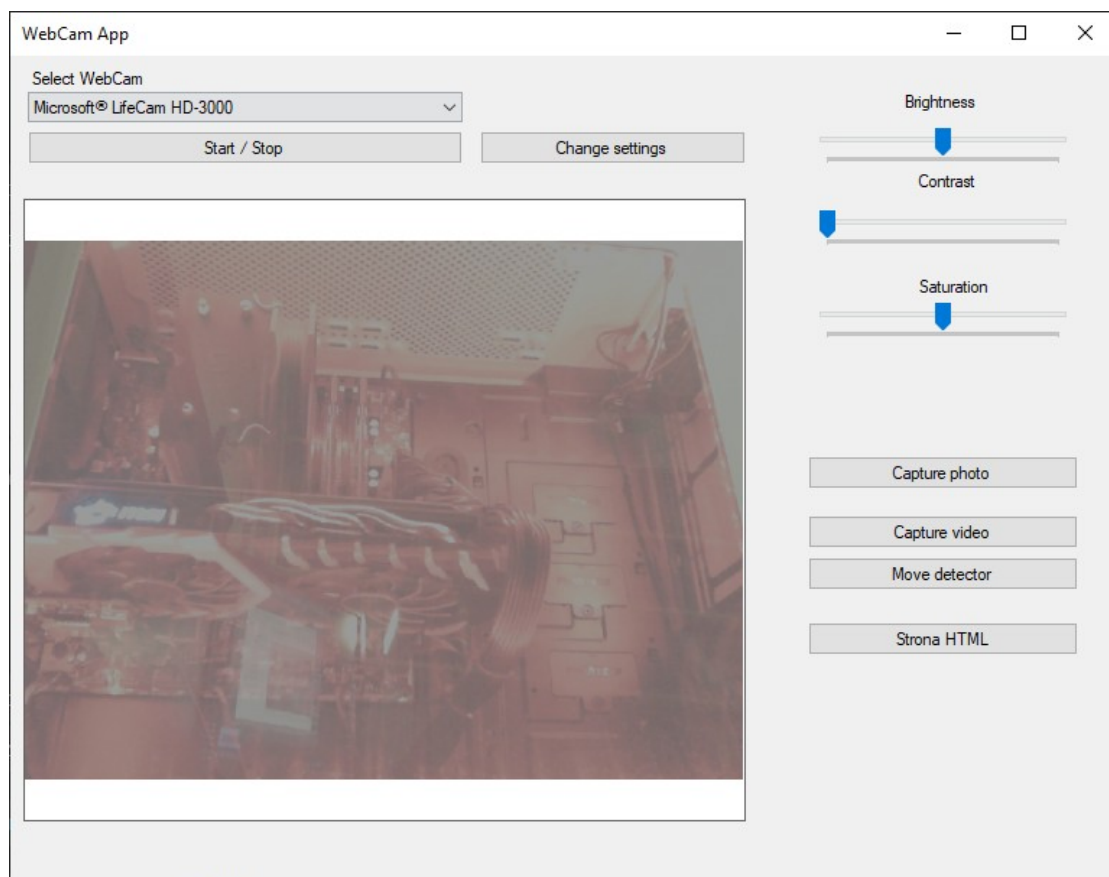 WebCam App
Select WebCam
Microsoft® LifeCam HD-3000
Start / Stop
Change settings
Brightness
Contrast
Saturation
Capture photo
Capture video
Move detector
Strona HTML